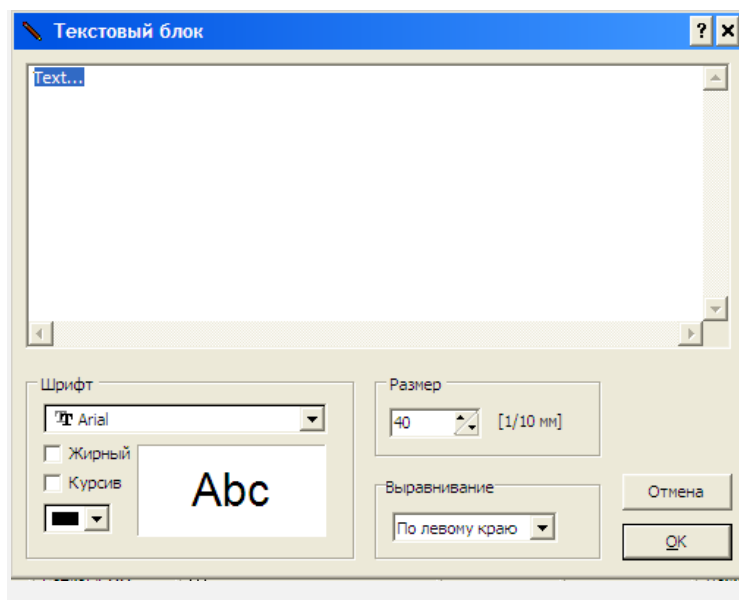 Текстовый блок
Text...
Шрифт
Arial
Жирный
Курсив
Abc
Размер
40 [1/10 мм]
Выравнивание
По левому краю
Отмена
OK